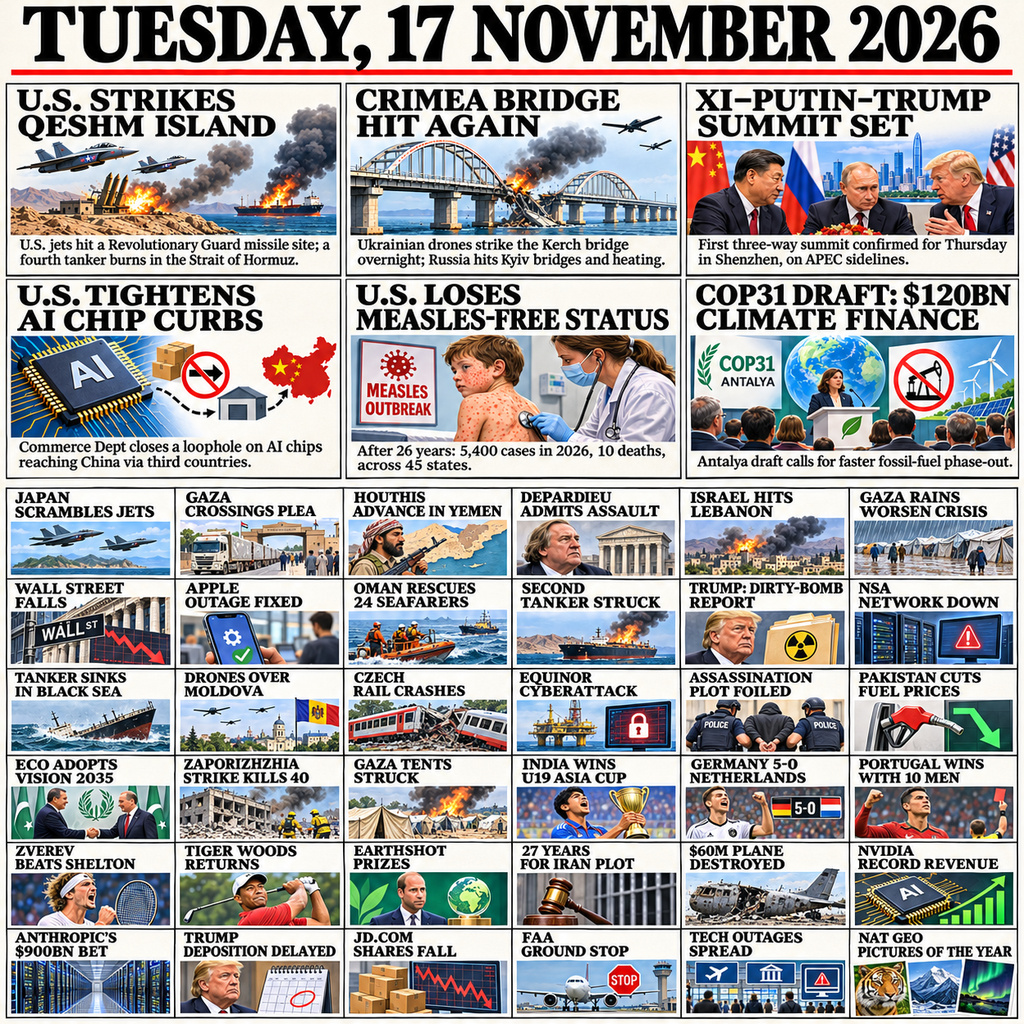 TUESDAY, 17 NOVEMBER 2026
U.S. STRIKES
QESHM ISLAND
U.S. jets hit a Revolutionary Guard missile site; a
fourth tanker burns in the Strait of Hormuz.
CRIMEA BRIDGE
HIT AGAIN
Ukrainian drones strike the Kerch bridge
overnight; Russia hits Kyiv bridges and heating.
XI–PUTIN–TRUMP
SUMMIT SET
First three-way summit confirmed for Thursday
in Shenzhen, on APEC sidelines.
U.S. TIGHTENS
AI CHIP CURBS
AI
Commerce Dept closes a loophole on AI chips
reaching China via third countries.
U.S. LOSES
MEASLES-FREE STATUS
MEASLES
OUTBREAK
After 26 years: 5,400 cases in 2026, 10 deaths,
across 45 states.
COP31 DRAFT: $120BN
CLIMATE FINANCE
COP31
ANTALYA
Antalya draft calls for faster fossil-fuel phase-out.
JAPAN
SCRAMBLES JETS
GAZA
CROSSINGS PLEA
HOUTHIS
ADVANCE IN YEMEN
DEPARDIEU
ADMITS ASSAULT
ISRAEL HITS
LEBANON
GAZA RAINS
WORSEN CRISIS
WALL STREET
FALLS
WALL ST
APPLE
OUTAGE FIXED
OMAN RESCUES
24 SEAFARERS
SECOND
TANKER STRUCK
TRUMP: DIRTY-BOMB
REPORT
NSA
NETWORK DOWN
TANKER SINKS
IN BLACK SEA
DRONES OVER
MOLDOVA
CZECH
RAIL CRASHES
EQUINOR
CYBERATTACK
ASSASSINATION
PLOT FOILED
POLICE
POLICE
PAKISTAN CUTS
FUEL PRICES
ECO ADOPTS
VISION 2035
ZAPORIZHZHIA
STRIKE KILLS 40
GAZA TENTS
STRUCK
INDIA WINS
U19 ASIA CUP
GERMANY 5-0
NETHERLANDS
5-0
PORTUGAL WINS
WITH 10 MEN
ZVEREV
BEATS SHELTON
TIGER WOODS
RETURNS
EARTHSHOT
PRIZES
27 YEARS
FOR IRAN PLOT
$60M PLANE
DESTROYED
NVIDIA
RECORD REVENUE
AI
ANTHROPIC'S
$900BN BET
TRUMP
DEPOSITION DELAYED
JD.COM
SHARES FALL
FAA
GROUND STOP
STOP
TECH OUTAGES
SPREAD
NAT GEO
PICTURES OF THE YEAR